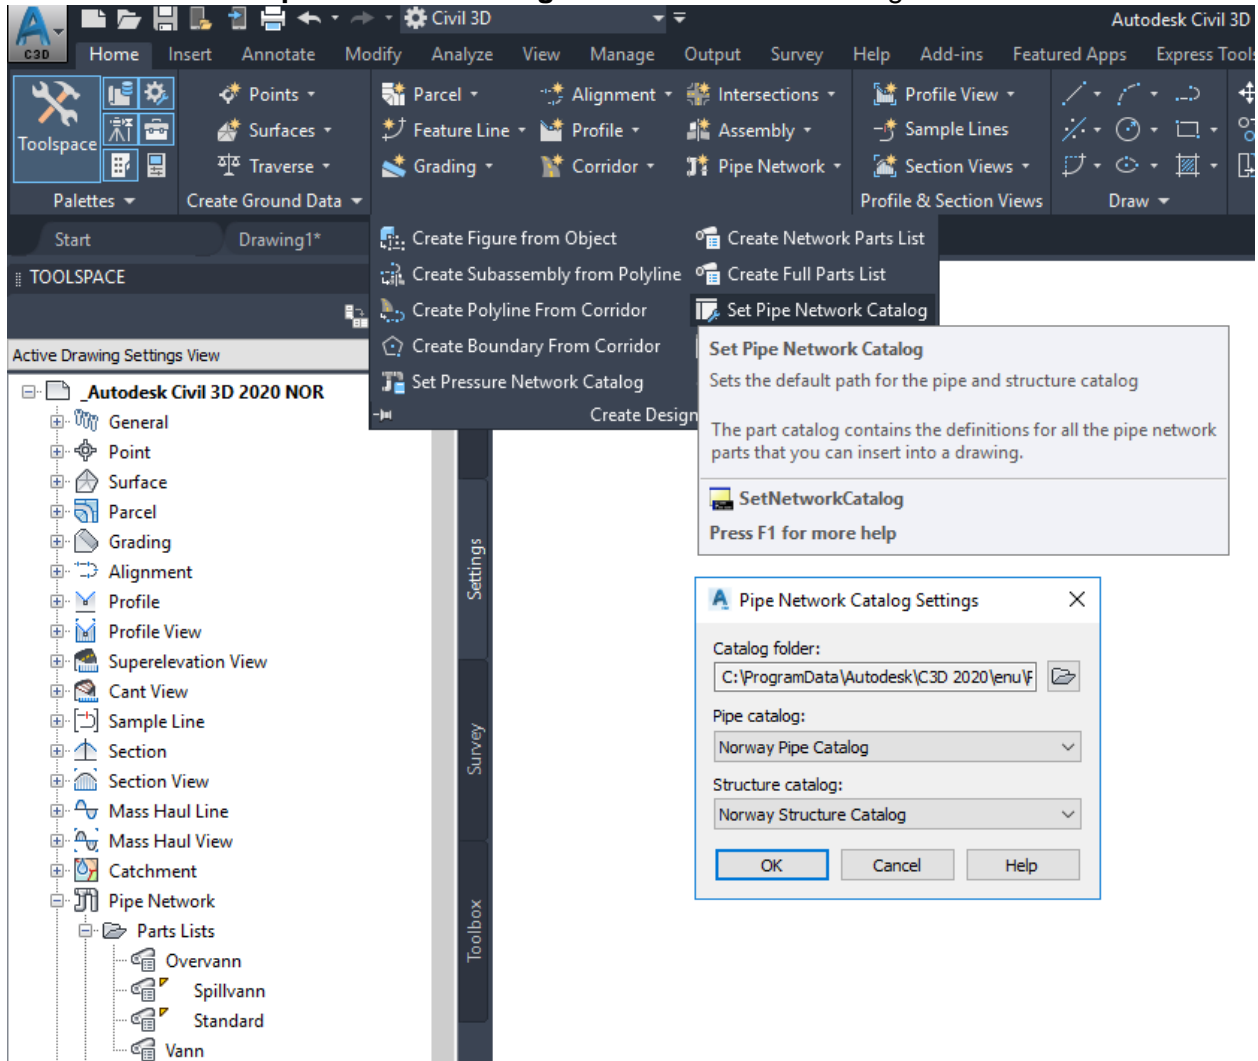 Civil 3D
Autodesk Civil 3D
C3D
Home Insert Annotate Modify Analyze View Manage Output Survey Help Add-ins Featured Apps Express Tools
Toolspace
Points
Surfaces
Traverse
Parcel
Feature Line
Grading
Alignment
Profile
Corridor
Intersections
Assembly
Pipe Network
Profile View
Sample Lines
Section Views
Palettes
Create Ground Data
Profile & Section Views
Draw
Start
Drawing1*
Create Figure from Object
Create Subassembly from Polyline
Create Polyline From Corridor
Create Boundary From Corridor
Set Pressure Network Catalog
Create Network Parts List
Create Full Parts List
Set Pipe Network Catalog
Create Design
Set Pipe Network Catalog
Sets the default path for the pipe and structure catalog
The part catalog contains the definitions for all the pipe network
parts that you can insert into a drawing.
SetNetworkCatalog
Press F1 for more help
TOOLSPACE
Active Drawing Settings View
_Autodesk Civil 3D 2020 NOR
General
Point
Surface
Parcel
Grading
Alignment
Profile
Profile View
Superelevation View
Cant View
Sample Line
Section
Section View
Mass Haul Line
Mass Haul View
Catchment
Pipe Network
Parts Lists
Overvann
Spillvann
Standard
Vann
Settings
Survey
Toolbox
Pipe Network Catalog Settings
Catalog folder:
C:\ProgramData\Autodesk\C3D 2020\enu\
Pipe catalog:
Norway Pipe Catalog
Structure catalog:
Norway Structure Catalog
OK Cancel Help